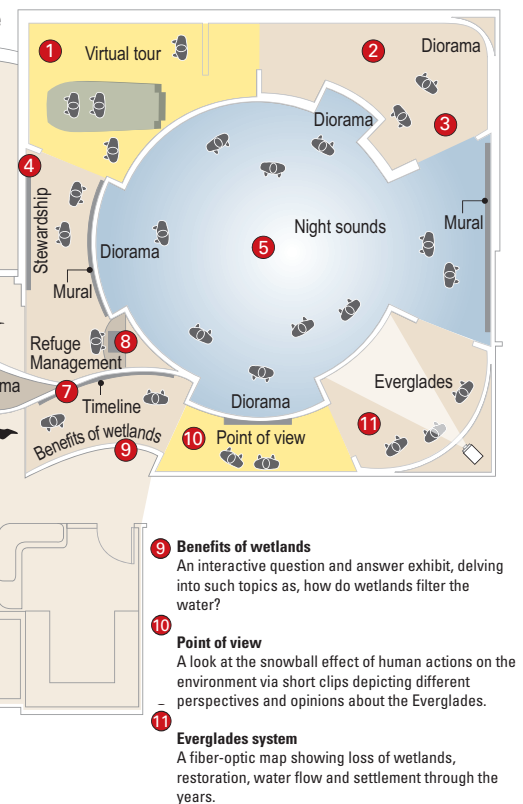 1
Virtual tour
2
Diorama
3
Diorama
4
Stewardship
Diorama
Mural
5
Night sounds
Mural
Refuge
Management
8
ma
7
Timeline
Benefits of wetlands
9
Diorama
10
Point of view
Everglades
11
9 Benefits of wetlands
An interactive question and answer exhibit, delving
into such topics as, how do wetlands filter the
water?
10
Point of view
A look at the snowball effect of human actions on the
environment via short clips depicting different
perspectives and opinions about the Everglades.
11
Everglades system
A fiber-optic map showing loss of wetlands,
restoration, water flow and settlement through the
years.